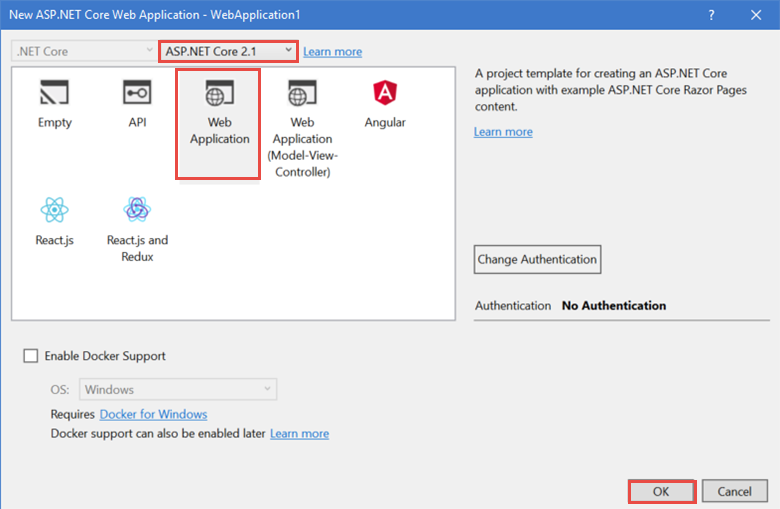 New ASP.NET Core Web Application - WebApplication1
?
.NET Core
ASP.NET Core 2.1
Learn more
Empty
API
Web
Application
Web
Application
(Model-View-
Controller)
Angular
React.js
React.js and
Redux
A project template for creating an ASP.NET Core
application with example ASP.NET Core Razor Pages
content.
Learn more
Change Authentication
Authentication No Authentication
Enable Docker Support
OS: Windows
Requires Docker for Windows
Docker support can also be enabled later Learn more
OK
Cancel